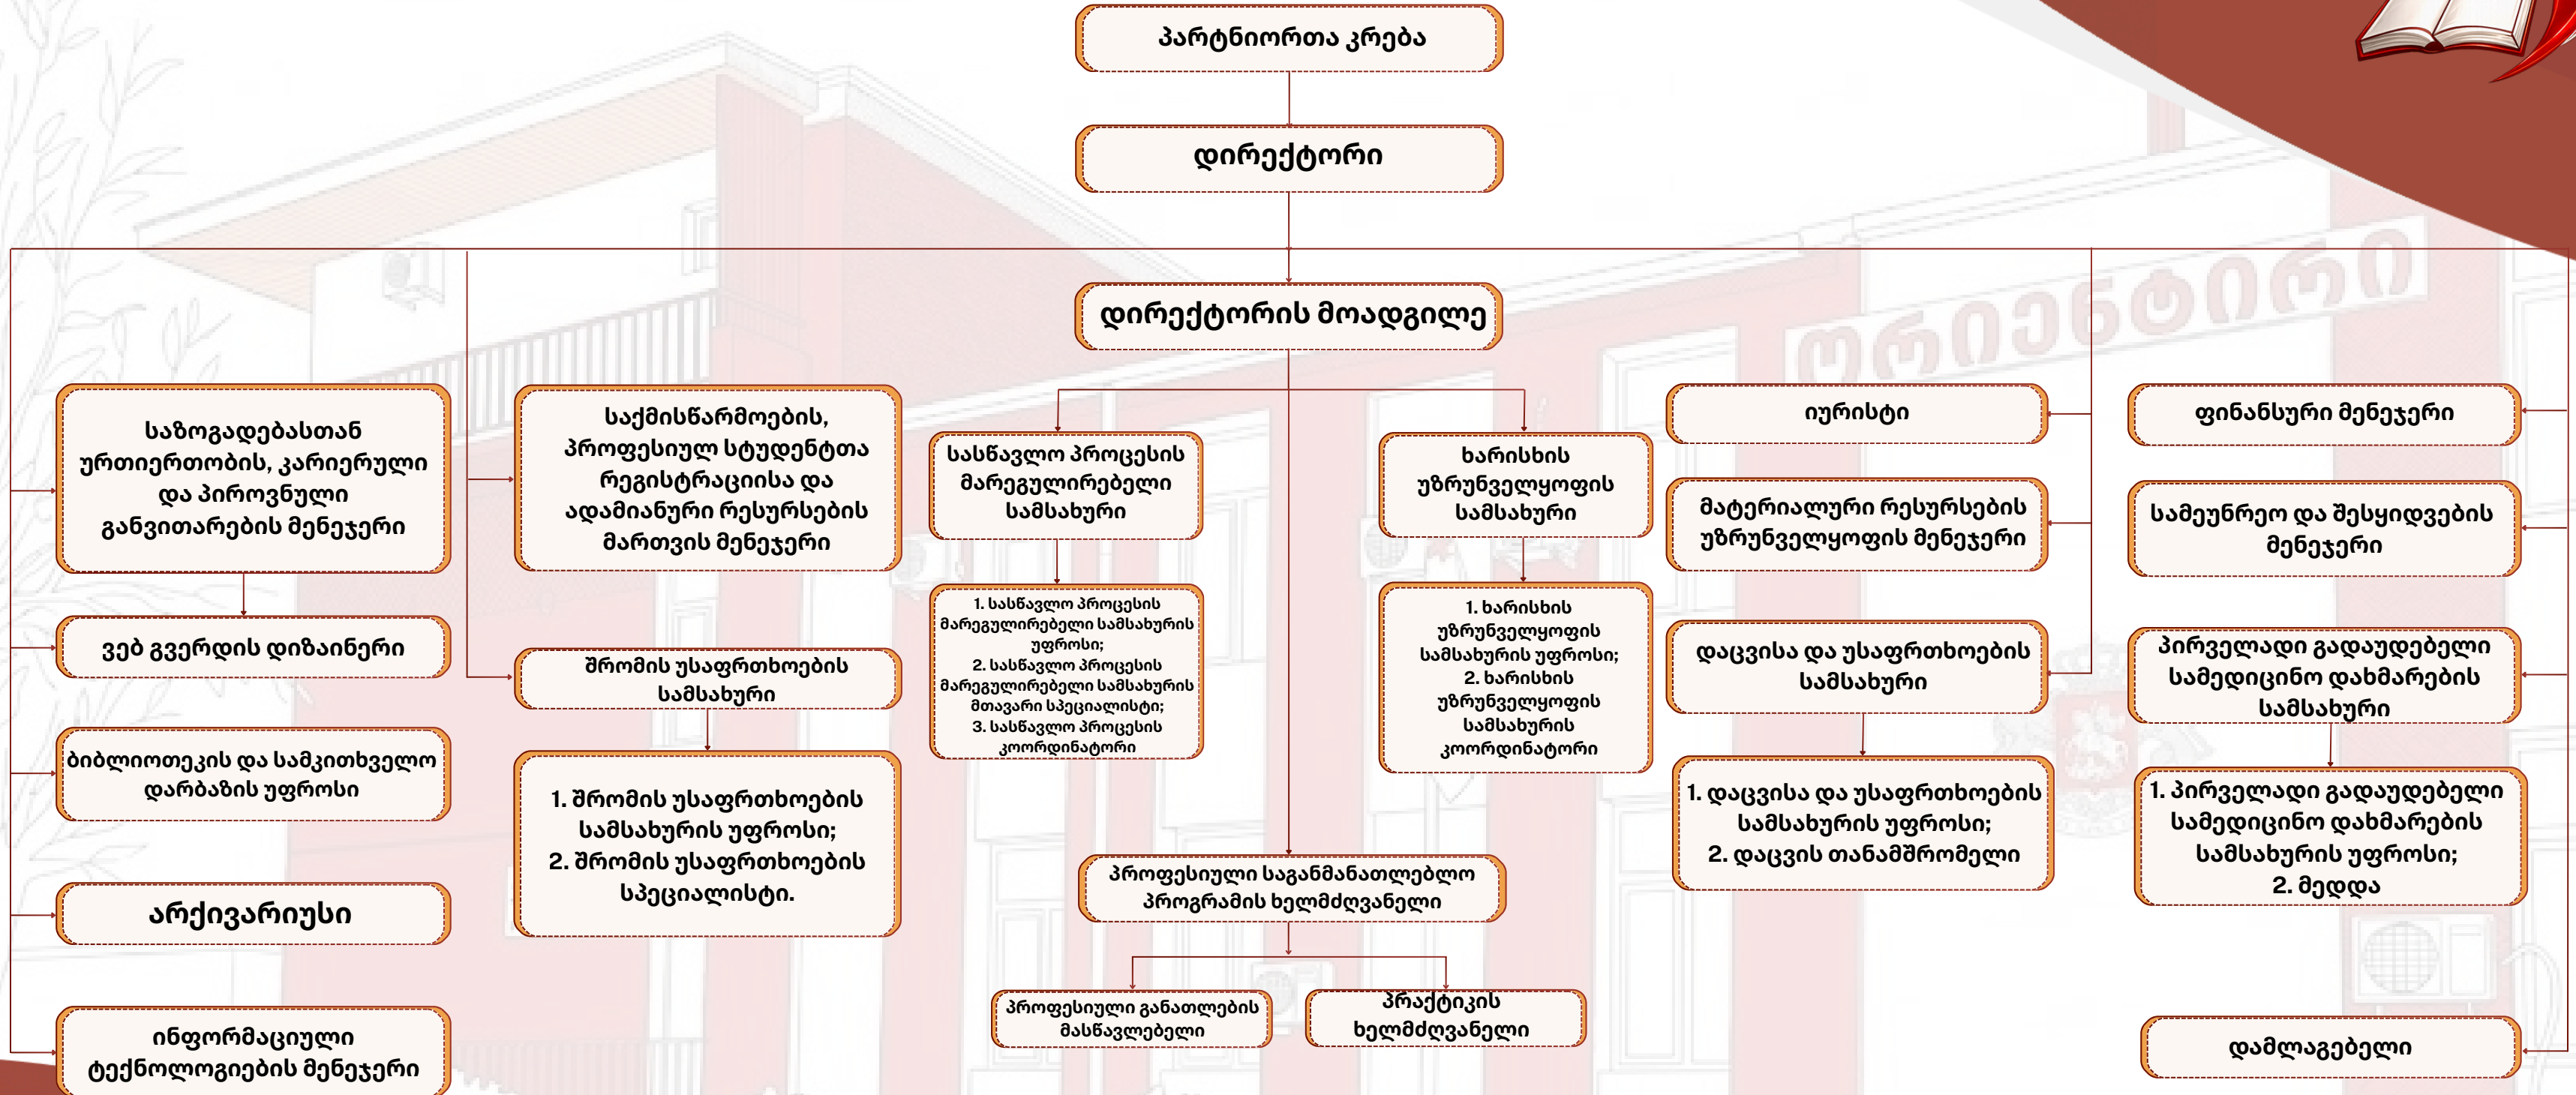 პარტნიორთა კრება
დირექტორი
დირექტორის მოადგილე
ორიენტირი
საზოგადებასთან
ურთიერთობის, კარიერული
და პიროვნული
განვითარების მენეჯერი
ვებ გვერდის დიზაინერი
ბიბლიოთეკის და სამკითხველო
დარბაზის უფროსი
არქივარიუსი
ინფორმაციული
ტექნოლოგიების მენეჯერი
საქმისწარმოების,
პროფესიულ სტუდენტთა
რეგისტრაციისა და
ადამიანური რესურსების
მართვის მენეჯერი
შრომის უსაფრთხოების
სამსახური
1. შრომის უსაფრთხოების
სამსახურის უფროსი;
2. შრომის უსაფრთხოების
სპეციალისტი.
სასწავლო პროცესის
მარეგულირებელი
სამსახური
1. სასწავლო პროცესის
მარეგულირებელი სამსახურის
უფროსი;
2. სასწავლო პროცესის
მარეგულირებელი სამსახურის
მთავარი სპეციალისტი;
3. სასწავლო პროცესის
კოორდინატორი
ხარისხის
უზრუნველყოფის
სამსახური
1. ხარისხის
უზრუნველყოფის
სამსახურის უფროსი;
2. ხარისხის
უზრუნველყოფის
სამსახურის
კოორდინატორი
პროფესიული საგანმანათლებლო
პროგრამის ხელმძღვანელი
პროფესიული განათლების
მასწავლებელი
პრაქტიკის
ხელმძღვანელი
იურისტი
მატერიალური რესურსების
უზრუნველყოფის მენეჯერი
დაცვისა და უსაფრთხოების
სამსახური
1. დაცვისა და უსაფრთხოების
სამსახურის უფროსი;
2. დაცვის თანამშრომელი
ფინანსური მენეჯერი
სამეუნრეო და შესყიდვების
მენეჯერი
პირველადი გადაუდებელი
სამედიცინო დახმარების
სამსახური
1. პირველადი გადაუდებელი
სამედიცინო დახმარების
სამსახურის უფროსი;
2. მედდა
დამლაგებელი